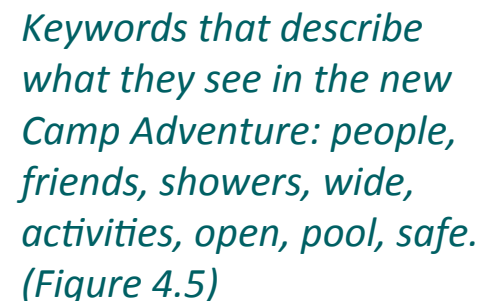 Keywords that describe
what they see in the new
Camp Adventure: people,
friends, showers, wide,
activities, open, pool, safe.
(Figure 4.5)